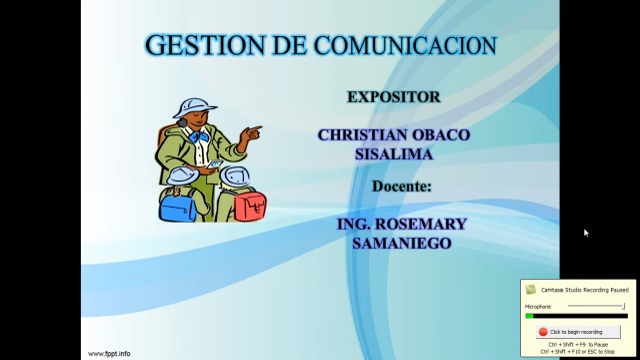 GESTION DE COMUNICACION
EXPOSITOR
CHRISTIAN OBACO
SISALIMA
Docente:
ING. ROSEMARY
SAMANIEGO
www.fppt.info
Camtasia Studio Recording Paused
Microphone
Click to begin recording
Ctrl + Shift + F9 to Pause
Ctrl + Shift + F10 or ESC to Stop